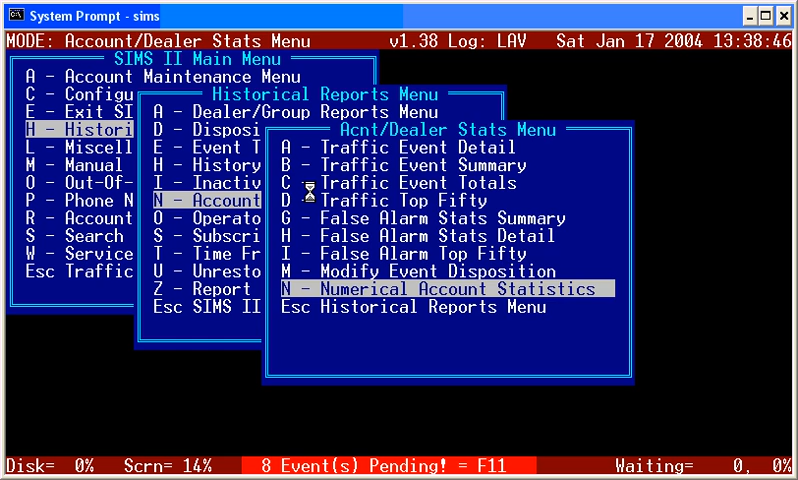 System Prompt - sims
MODE: Account/Dealer Stats Menu v1.38 Log: LAV Sat Jan 17 2004 13:38:46
SIMS II Main Menu
A - Account Maintenance Menu
C - Configu
E - Exit SI
H - Histori
L - Miscell
M - Manual
O - Out-Of-
P - Phone N
R - Account
S - Search
W - Service
Esc Traffic
Historical Reports Menu
A - Dealer/Group Reports Menu
D - Disposi
E - Event T
H - History
I - Inactiv
N - Account
O - Operato
S - Subscri
T - Time Fr
U - Unresto
Z - Report
Esc SIMS II
Acnt/Dealer Stats Menu
A - Traffic Event Detail
B - Traffic Event Summary
C - Traffic Event Totals
D - Traffic Top Fifty
G - False Alarm Stats Summary
H - False Alarm Stats Detail
I - False Alarm Top Fifty
M - Modify Event Disposition
N - Numerical Account Statistics
Esc Historical Reports Menu
Disk= 0% Scrn= 14% 8 Event(s) Pending! = F11 Waiting= 0, 0%